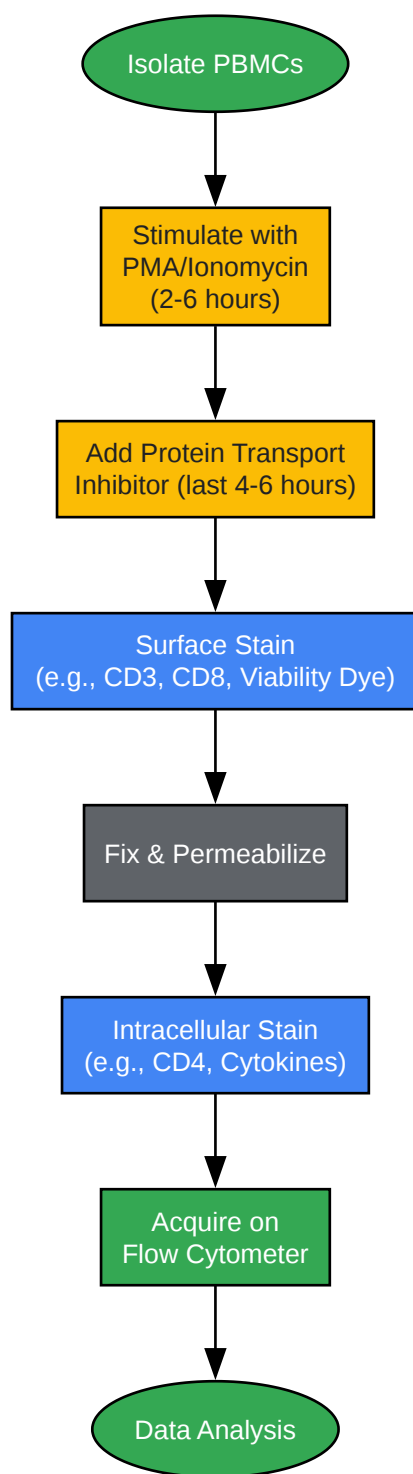 Isolate PBMCs
Stimulate with
PMA/Ionomycin
(2-6 hours)
Add Protein Transport
Inhibitor (last 4-6 hours)
Surface Stain
(e.g., CD3, CD8, Viability Dye)
Fix & Permeabilize
Intracellular Stain
(e.g., CD4, Cytokines)
Acquire on
Flow Cytometer
Data Analysis